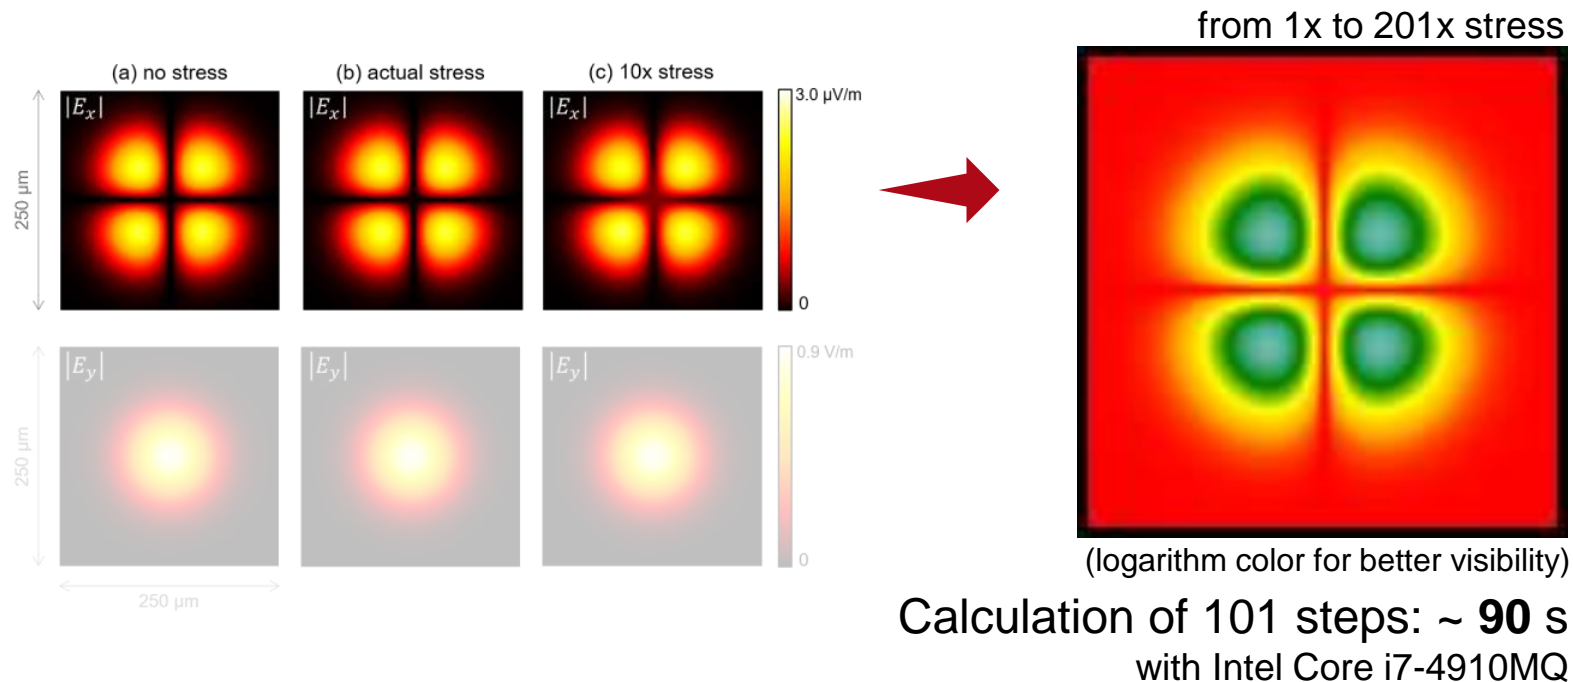 from 1x to 201x stress
(a) no stress
(b) actual stress
(c) 10x stress
|Ex|
|Ex|
|Ex|
3.0 µV/m
0
250 µm
|Ey|
|Ey|
|Ey|
0.9 V/m
0
250 µm
250 µm
(logarithm color for better visibility)
Calculation of 101 steps: ~ 90 s
with Intel Core i7-4910MQ